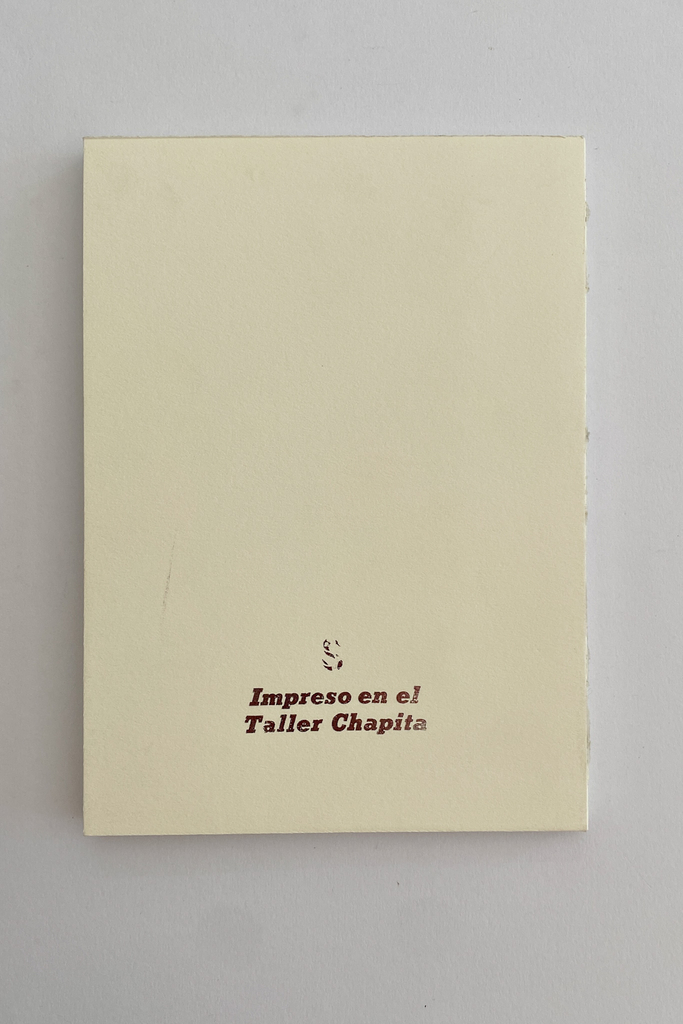 Impreso en el
Taller Chapita